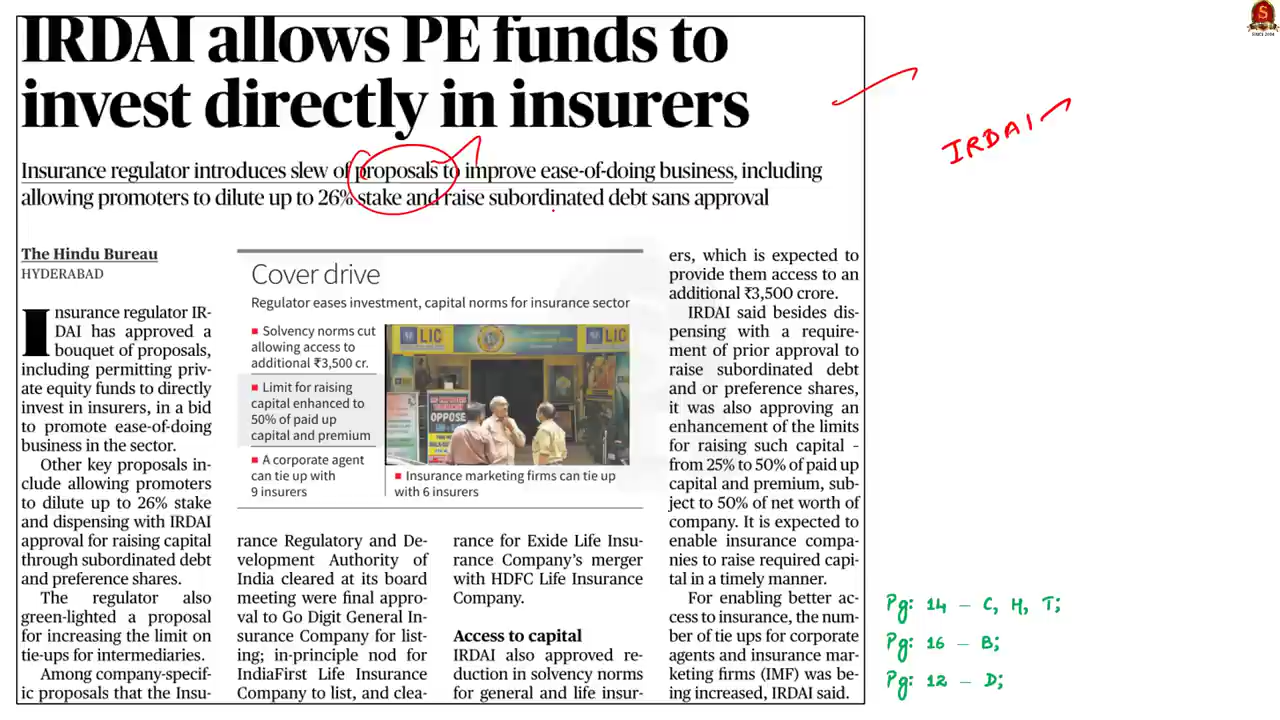 IRDAI allows PE funds to
invest directly in insurers
Insurance regulator introduces slew of proposals to improve ease-of-doing business, including
allowing promoters to dilute up to 26% stake and raise subordinated debt sans approval
The Hindu Bureau
HYDERABAD
Insurance regulator IR-
DAI has approved a
bouquet of proposals,
including permitting priv-
ate equity funds to directly
invest in insurers, in a bid
to promote ease-of-doing
business in the sector.
Other key proposals in-
clude allowing promoters
to dilute up to 26% stake
and dispensing with IRDAI
approval for raising capital
through subordinated debt
and preference shares.
The regulator also
green-lighted a proposal
for increasing the limit on
tie-ups for intermediaries.
Among company-specif-
ic proposals that the Insu-
Cover drive
Regulator eases investment, capital norms for insurance sector
■ Solvency norms cut
allowing access to
additional ₹3,500 cr.
■ Limit for raising
capital enhanced to
50% of paid up
capital and premium
■ A corporate agent
can tie up with
9 insurers
LIC
LIC
OPPOSE
■ Insurance marketing firms can tie up
with 6 insurers
rance Regulatory and De-
velopment Authority of
India cleared at its board
meeting were final appro-
val to Go Digit General In-
surance Company for list-
ing; in-principle nod for
IndiaFirst Life Insurance
Company to list, and clea-
rance for Exide Life Insu-
rance Company's merger
with HDFC Life Insurance
Company.
Access to capital
IRDAI also approved re-
duction in solvency norms
for general and life insur-
ers, which is expected to
provide them access to an
additional ₹3,500 crore.
IRDAI said besides dis-
pensing with a require-
ment of prior approval to
raise subordinated debt
and or preference shares,
it was also approving an
enhancement of the limits
for raising such capital -
from 25% to 50% of paid up
capital and premium, sub-
ject to 50% of net worth of
company. It is expected to
enable insurance compa-
nies to raise required capi-
tal in a timely manner.
For enabling better ac-
cess to insurance, the num-
ber of tie ups for corporate
agents and insurance mar-
keting firms (IMF) was be-
ing increased, IRDAI said.
IRDAI
Pg: 14 - C, H, T;
Pg: 16 - B;
Pg: 12 - D;
S
SINCE 2004